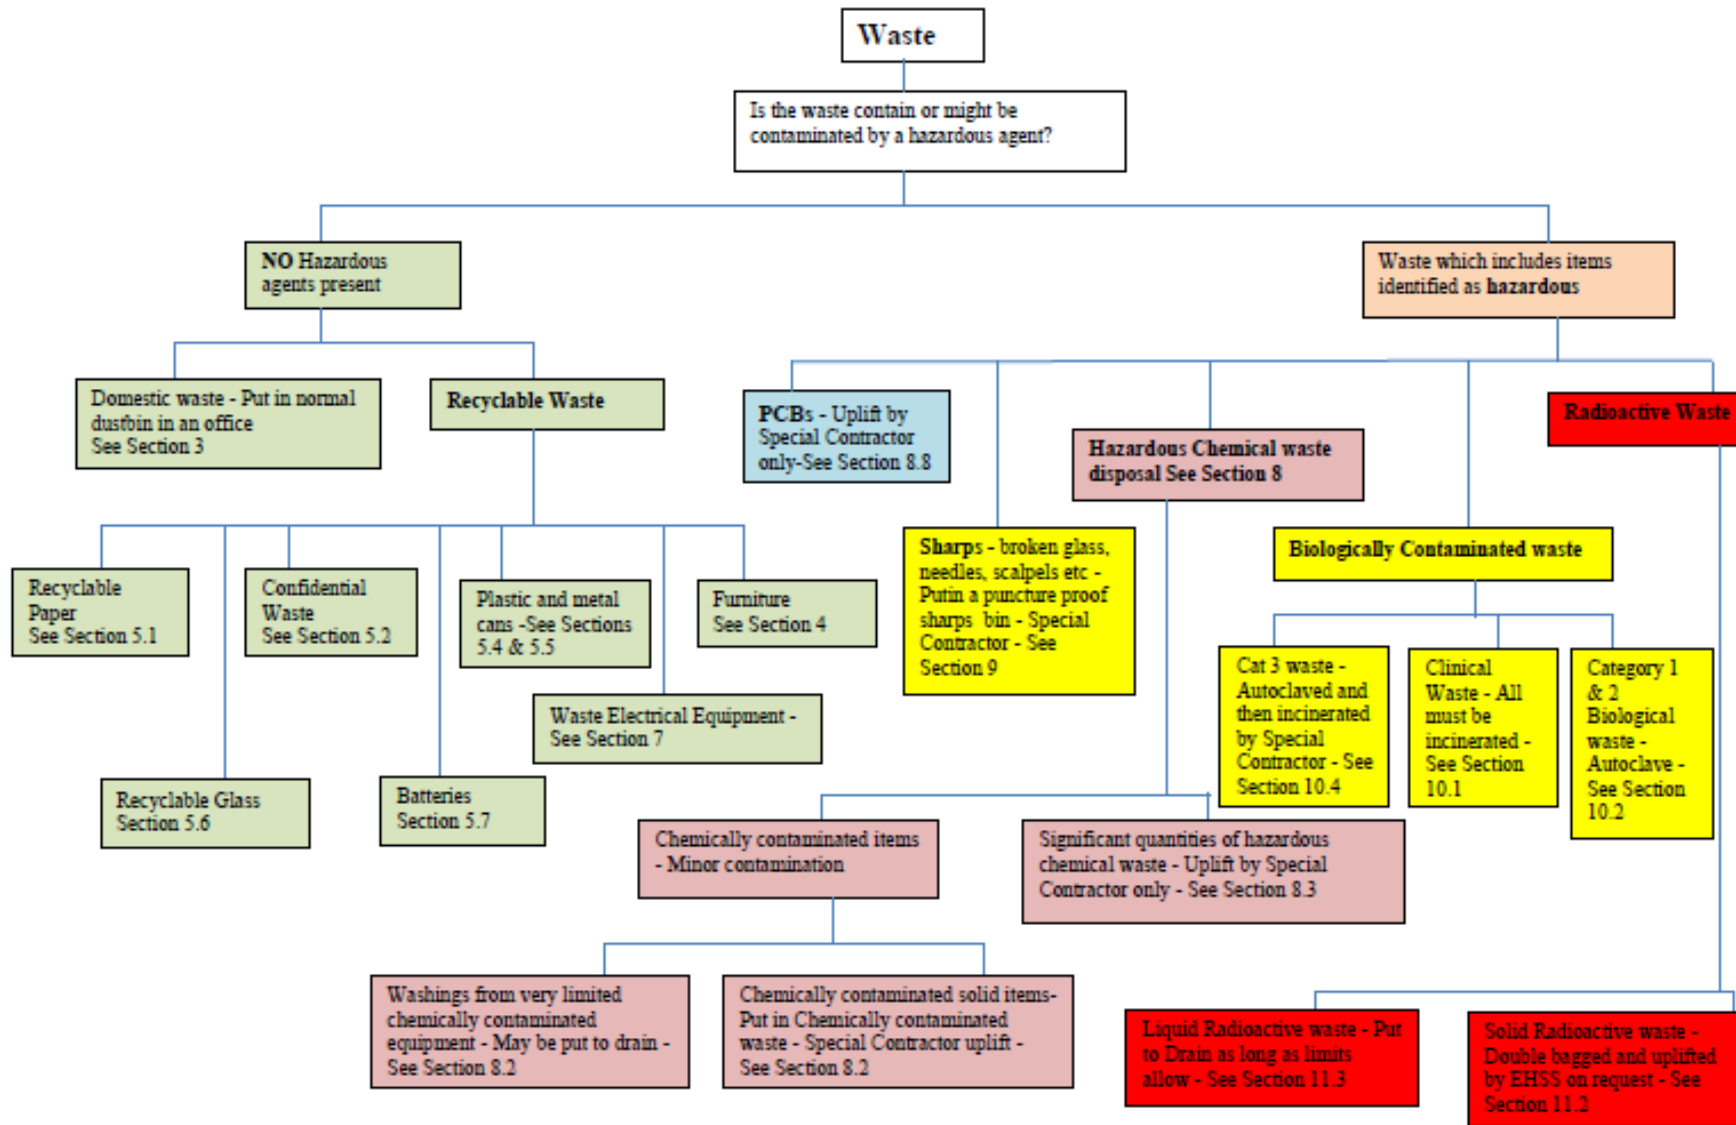 Waste
Is the waste contain or might be
contaminated by a hazardous agent?
NO Hazardous
agents present
Waste which includes items
identified as hazardous
Domestic waste - Put in normal
dustbin in an office
See Section 3
Recyclable Waste
PCBs - Uplift by
Special Contractor
only-See Section 8.8
Hazardous Chemical waste
disposal See Section 8
Radioactive Waste
Sharps - broken glass,
needles, scalpels etc -
Putin a puncture proof
sharps bin - Special
Contractor - See
Section 9
Biologically Contaminated waste
Recyclable
Paper
See Section 5.1
Confidential
Waste
See Section 5.2
Plastic and metal
cans -See Sections
5.4 & 5.5
Furniture
See Section 4
Cat 3 waste -
Autoclaved and
then incinerated
by Special
Contractor - See
Section 10.4
Clinical
Waste - All
must be
incinerated -
See Section
10.1
Category 1
& 2
Biological
waste -
Autoclave -
See Section
10.2
Waste Electrical Equipment -
See Section 7
Recyclable Glass
Section 5.6
Batteries
Section 5.7
Chemically contaminated items
- Minor contamination
Significant quantities of hazardous
chemical waste - Uplift by Special
Contractor only - See Section 8.3
Washings from very limited
chemically contaminated
equipment - May be put to drain -
See Section 8.2
Chemically contaminated solid items-
Put in Chemically contaminated
waste - Special Contractor uplift -
See Section 8.2
Liquid Radioactive waste - Put
to Drain as long as limits
allow - See Section 11.3
Solid Radioactive waste -
Double bagged and uplifted
by EHSS on request - See
Section 11.2